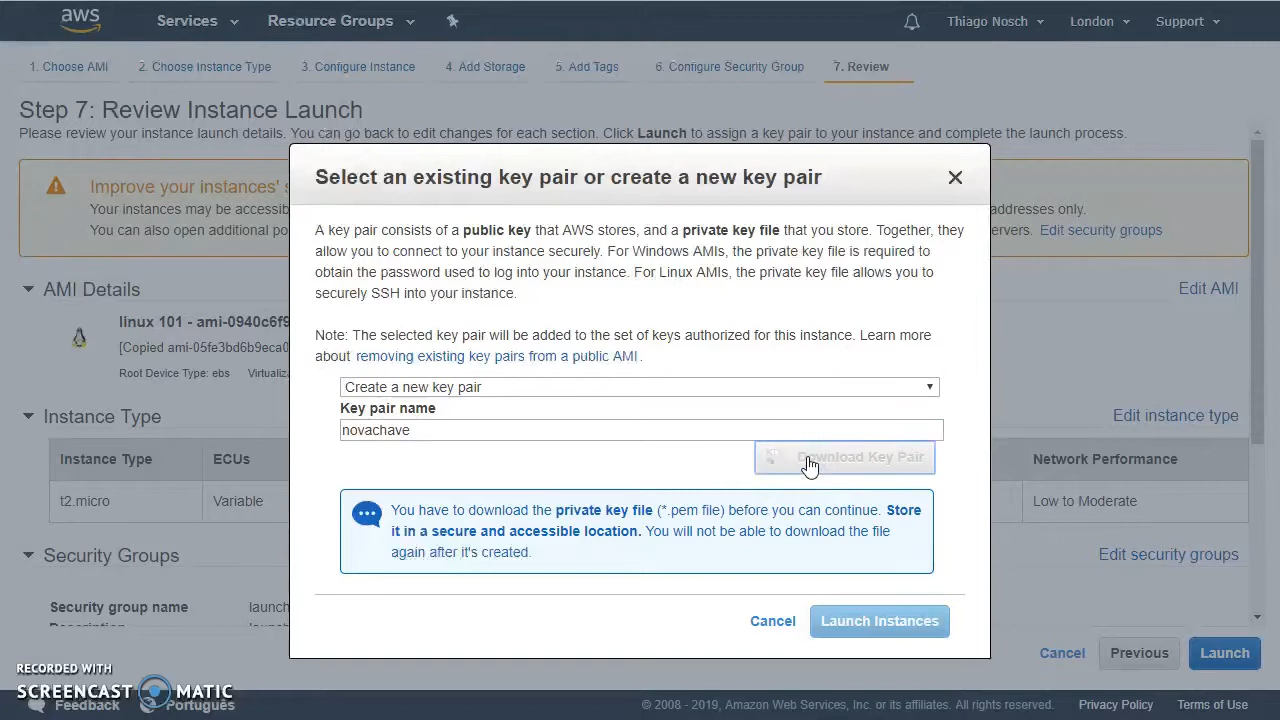 aws Services Resource Groups Thiago Nosch London Support
1. Choose AMI 2. Choose Instance Type 3. Configure Instance 4. Add Storage 5. Add Tags 6. Configure Security Group 7. Review
Step 7: Review Instance Launch
Please review your instance launch details. You can go back to edit changes for each section. Click Launch to assign a key pair to your instance and complete the launch process.
Improve your instances'
Your instances may be accessib addresses only.
You can also open additional po Edit security groups
AMI Details Edit AMI
linux 101 - ami-0940c6f9
[Copied ami-05fe3bd6b9eca0
Root Device Type: ebs Virtualiz
Instance Type Edit instance type
Instance Type ECUs Network Performance
t2.micro Variable Low to Moderate
Security Groups Edit security groups
Security group name launch
Select an existing key pair or create a new key pair
A key pair consists of a public key that AWS stores, and a private key file that you store. Together, they
allow you to connect to your instance securely. For Windows AMIs, the private key file is required to
obtain the password used to log into your instance. For Linux AMIs, the private key file allows you to
securely SSH into your instance.
Note: The selected key pair will be added to the set of keys authorized for this instance. Learn more
about removing existing key pairs from a public AMI .
Create a new key pair
Key pair name
novachave
Download Key Pair
You have to download the private key file (*.pem file) before you can continue. Store
it in a secure and accessible location. You will not be able to download the file
again after it's created.
Cancel Launch Instances
Cancel Previous Launch
RECORDED WITH
SCREENCAST MATIC
Feedback Português © 2008 - 2019, Amazon Web Services, Inc. or its affiliates. All rights reserved. Privacy Policy Terms of Use